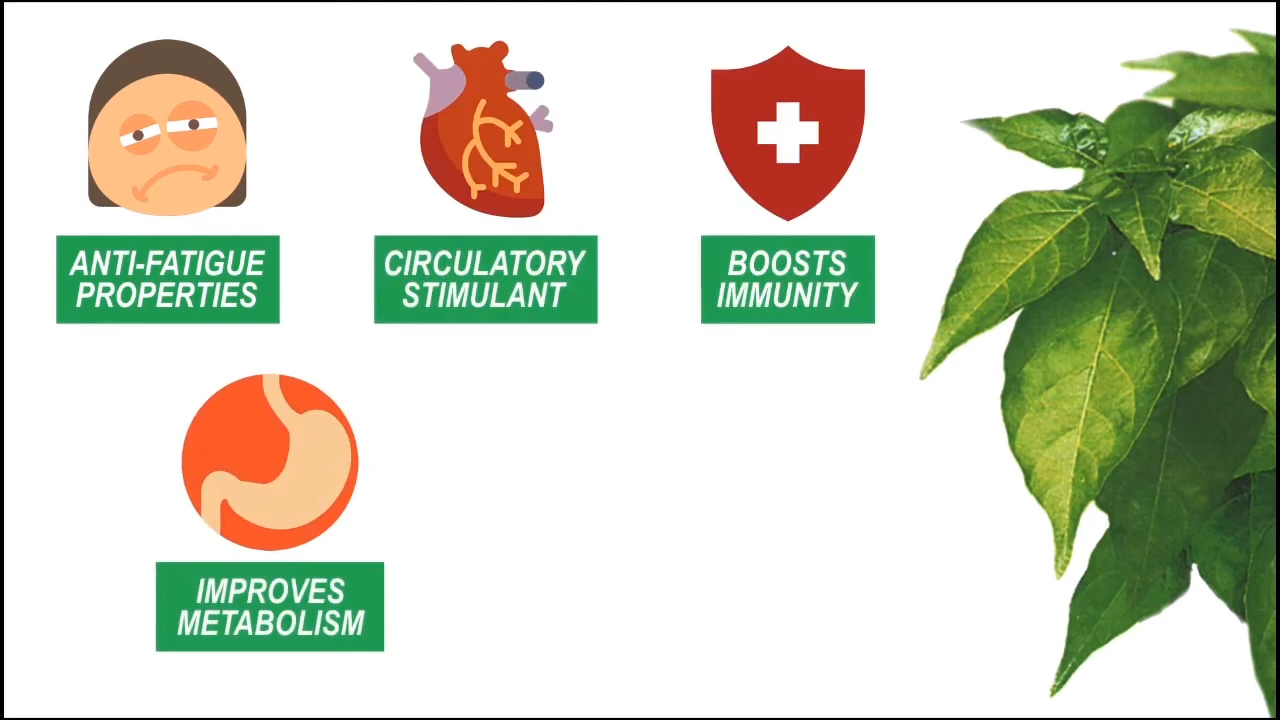 ANTI-FATIGUE
PROPERTIES
CIRCULATORY
STIMULANT
BOOSTS
IMMUNITY
IMPROVES
METABOLISM